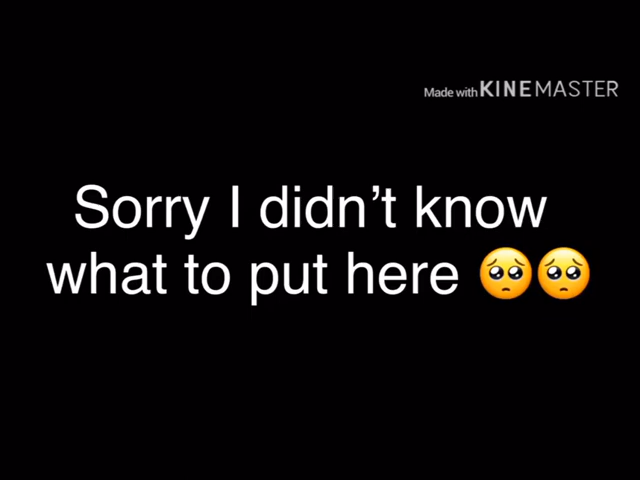 Made with KINEMASTER
Sorry I didn’t know
what to put here 🥺🥺